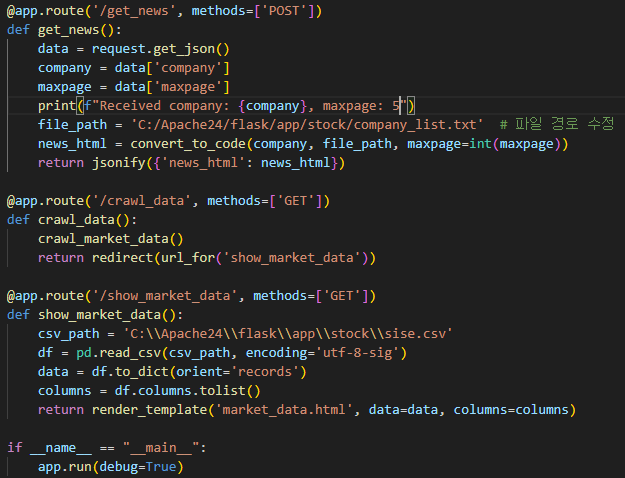 @app.route('/get_news', methods=['POST'])
def get_news():
    data = request.get_json()
    company = data['company']
    maxpage = data['maxpage']
    print(f"Received company: {company}, maxpage: 5")
    file_path = 'C:/Apache24/flask/app/stock/company_list.txt'  # 파일 경로 수정
    news_html = convert_to_code(company, file_path, maxpage=int(maxpage))
    return jsonify({'news_html': news_html})

@app.route('/crawl_data', methods=['GET'])
def crawl_data():
    crawl_market_data()
    return redirect(url_for('show_market_data'))

@app.route('/show_market_data', methods=['GET'])
def show_market_data():
    csv_path = 'C:\\Apache24\\flask\\app\\stock\\sise.csv'
    df = pd.read_csv(csv_path, encoding='utf-8-sig')
    data = df.to_dict(orient='records')
    columns = df.columns.tolist()
    return render_template('market_data.html', data=data, columns=columns)

if __name__ == "__main__":
    app.run(debug=True)